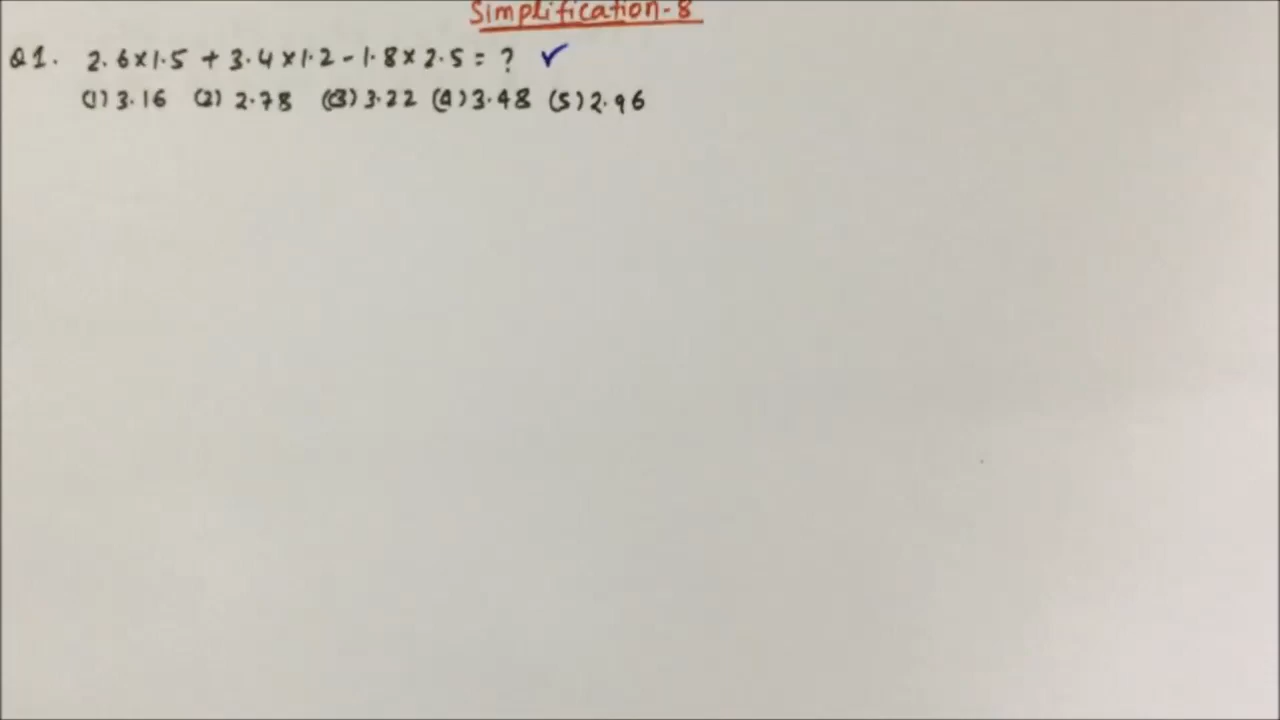 Simplification-8
Q1. 2.6×1.5 + 3.4×1.2 - 1.8×2.5 = ? ✓
(1) 3.16 (2) 2.78 (3) 3.22 (4) 3.48 (5) 2.96